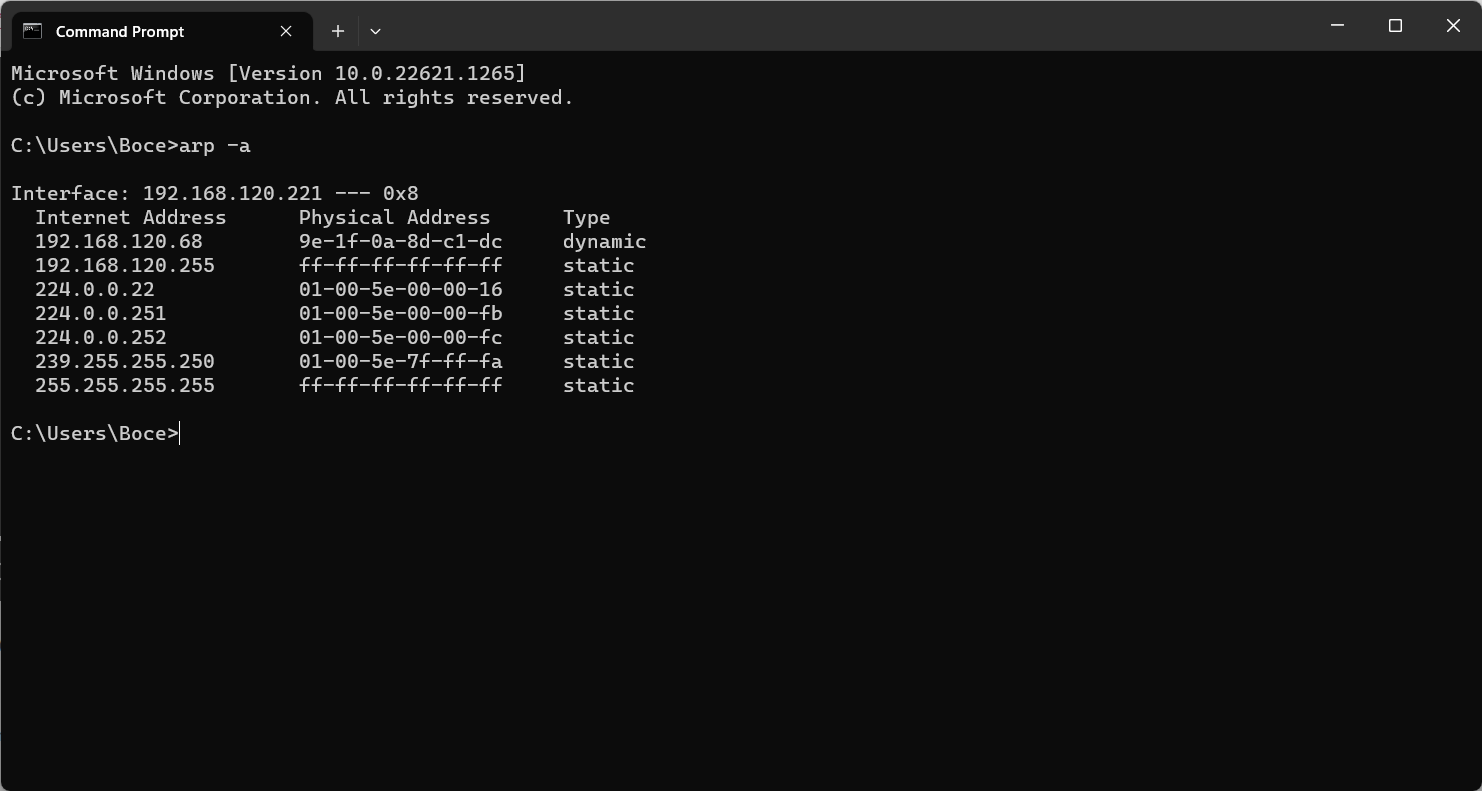 Command Prompt
Microsoft Windows [Version 10.0.22621.1265]
(c) Microsoft Corporation. All rights reserved.
C:\Users\Boce>arp -a
Interface: 192.168.120.221 --- 0x8
Internet Address Physical Address Type
192.168.120.68 9e-1f-0a-8d-c1-dc dynamic
192.168.120.255 ff-ff-ff-ff-ff-ff static
224.0.0.22 01-00-5e-00-00-16 static
224.0.0.251 01-00-5e-00-00-fb static
224.0.0.252 01-00-5e-00-00-fc static
239.255.255.250 01-00-5e-7f-ff-fa static
255.255.255.255 ff-ff-ff-ff-ff-ff static
C:\Users\Boce>